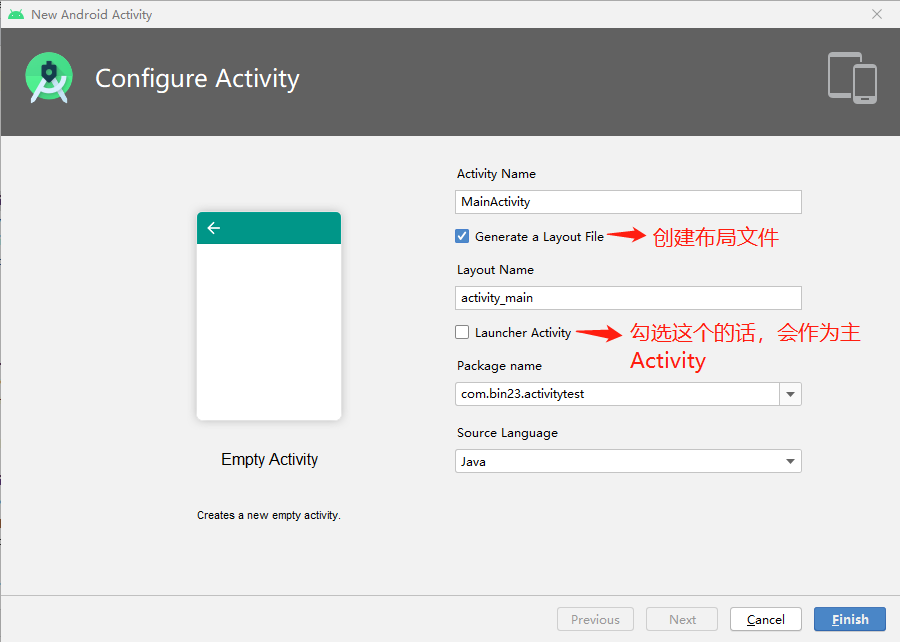 New Android Activity
Configure Activity
Activity Name
MainActivity
Generate a Layout File
创建布局文件
Layout Name
activity_main
Launcher Activity
勾选这个的话，会作为主
Activity
Package name
com.bin23.activitytest
Source Language
Java
Empty Activity
Creates a new empty activity.
Previous
Next
Cancel
Finish